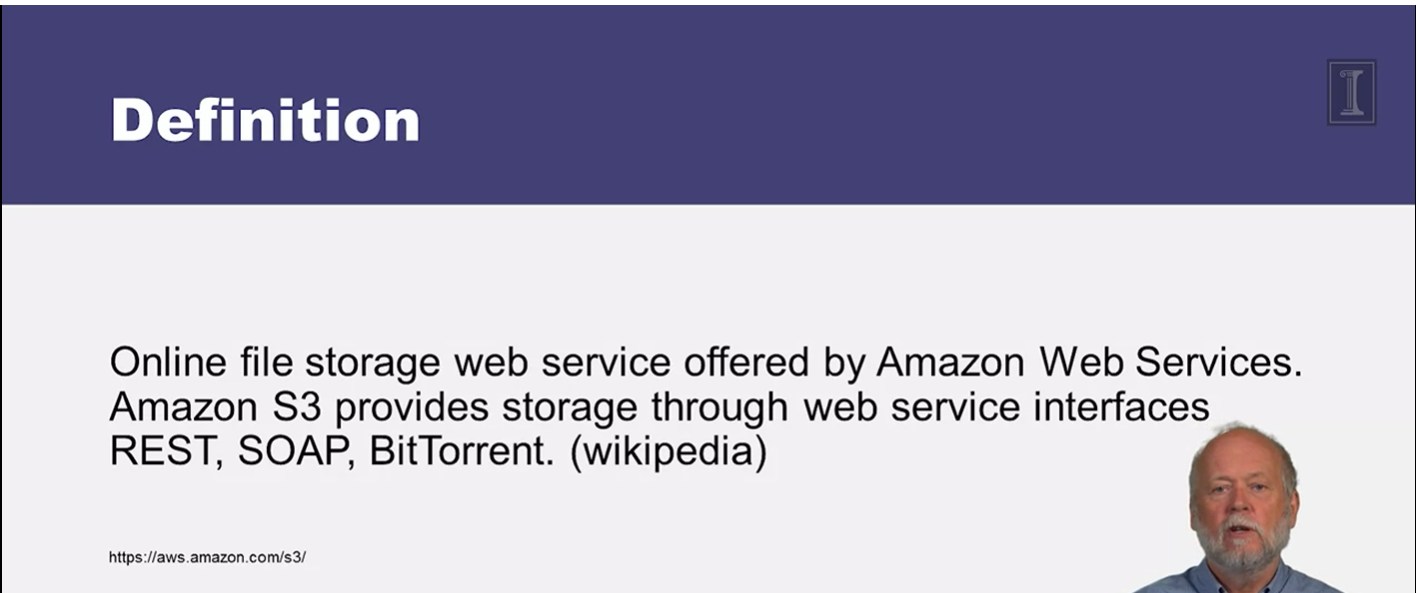 Definition
Online file storage web service offered by Amazon Web Services.
Amazon S3 provides storage through web service interfaces
REST, SOAP, BitTorrent. (wikipedia)
https://aws.amazon.com/s3/